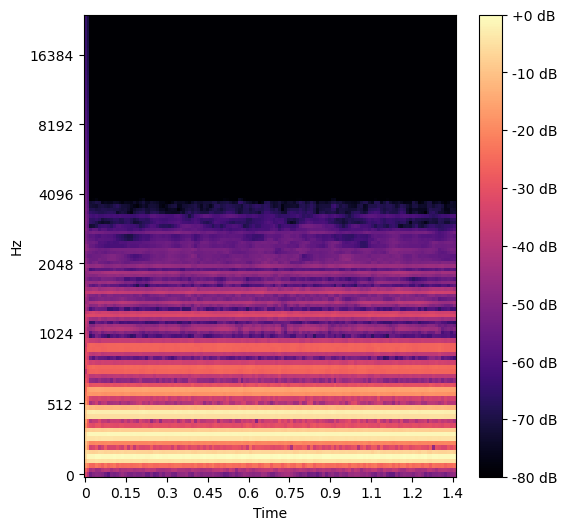 +0 dB
16384
-10 dB
8192
-20 dB
4096
-30 dB
Hz
-40 dB
2048
-50 dB
1024
-60 dB
512
-70 dB
0
-80 dB
0 0.15 0.3 0.45 0.6 0.75 0.9 1.1 1.2 1.4
Time